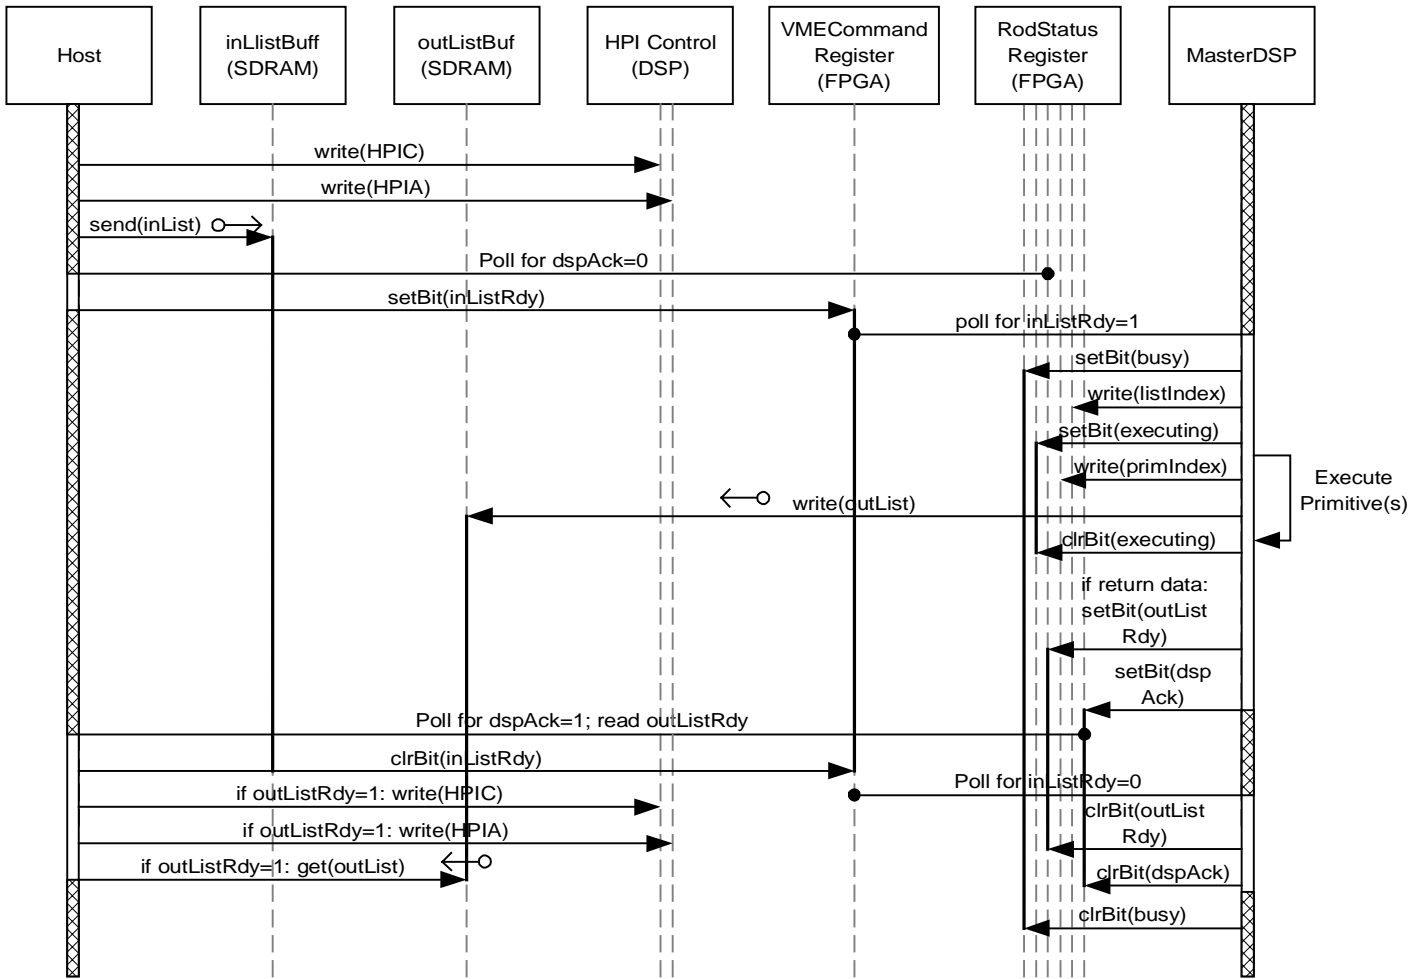 Host
inLlistBuff
(SDRAM)
outListBuf
(SDRAM)
HPI Control
(DSP)
VMECommand
Register
(FPGA)
RodStatus
Register
(FPGA)
MasterDSP
write(HPIC)
write(HPIA)
send(inList)
Poll for dspAck=0
setBit(inListRdy)
poll for inListRdy=1
setBit(busy)
write(listIndex)
setBit(executing)
write(primIndex)
Execute
Primitive(s)
write(outList)
clrBit(executing)
if return data:
setBit(outList
Rdy)
setBit(dsp
Ack)
Poll for dspAck=1; read outListRdy
clrBit(inListRdy)
Poll for inListRdy=0
if outListRdy=1: write(HPIC)
clrBit(outList
Rdy)
if outListRdy=1: write(HPIA)
if outListRdy=1: get(outList)
clrBit(dspAck)
clrBit(busy)